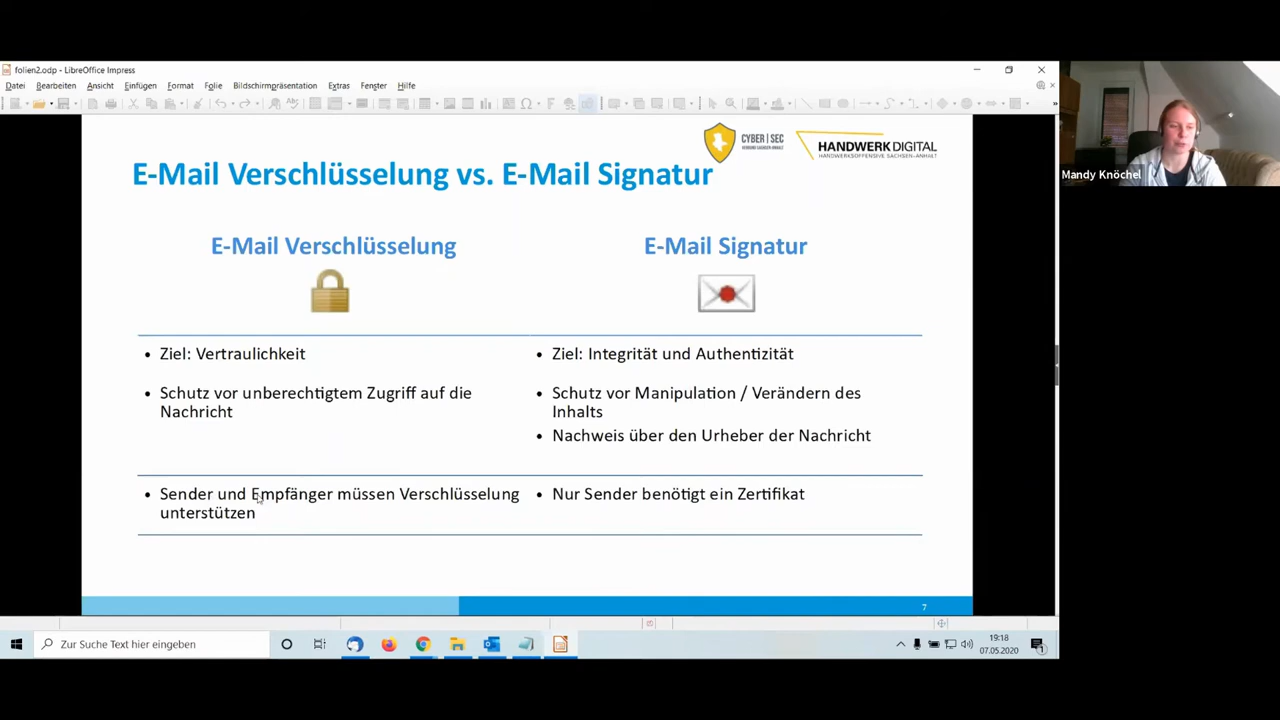 folien2.odp - LibreOffice Impress
Datei Bearbeiten Ansicht Einfügen Format Folie Bildschirmpräsentation Extras Fenster Hilfe
CYBER|SEC
HANDWERK DIGITAL
HANDWERKSOFFENSIVE SACHSEN-ANHALT
Mandy Knöchel
E-Mail Verschlüsselung vs. E-Mail Signatur
E-Mail Verschlüsselung
E-Mail Signatur
• Ziel: Vertraulichkeit
• Schutz vor unberechtigtem Zugriff auf die
Nachricht
• Ziel: Integrität und Authentizität
• Schutz vor Manipulation / Verändern des
Inhalts
• Nachweis über den Urheber der Nachricht
• Sender und Empfänger müssen Verschlüsselung
unterstützen
• Nur Sender benötigt ein Zertifikat
7
Zur Suche Text hier eingeben
19:18
07.05.2020